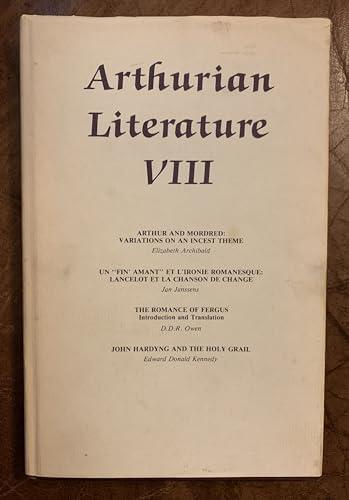 Arthurian
Literature
VIII
ARTHUR AND MORDRED:
VARIATIONS ON AN INCEST THEME
Elizabeth Archibald
UN "FIN' AMANT" ET L'IRONIE ROMANESQUE:
LANCELOT ET LA CHANSON DE CHANGE
Jan Janssens
THE ROMANCE OF FERGUS
Introduction and Translation
D.D.R. Owen
JOHN HARDYNG AND THE HOLY GRAIL
Edward Donald Kennedy